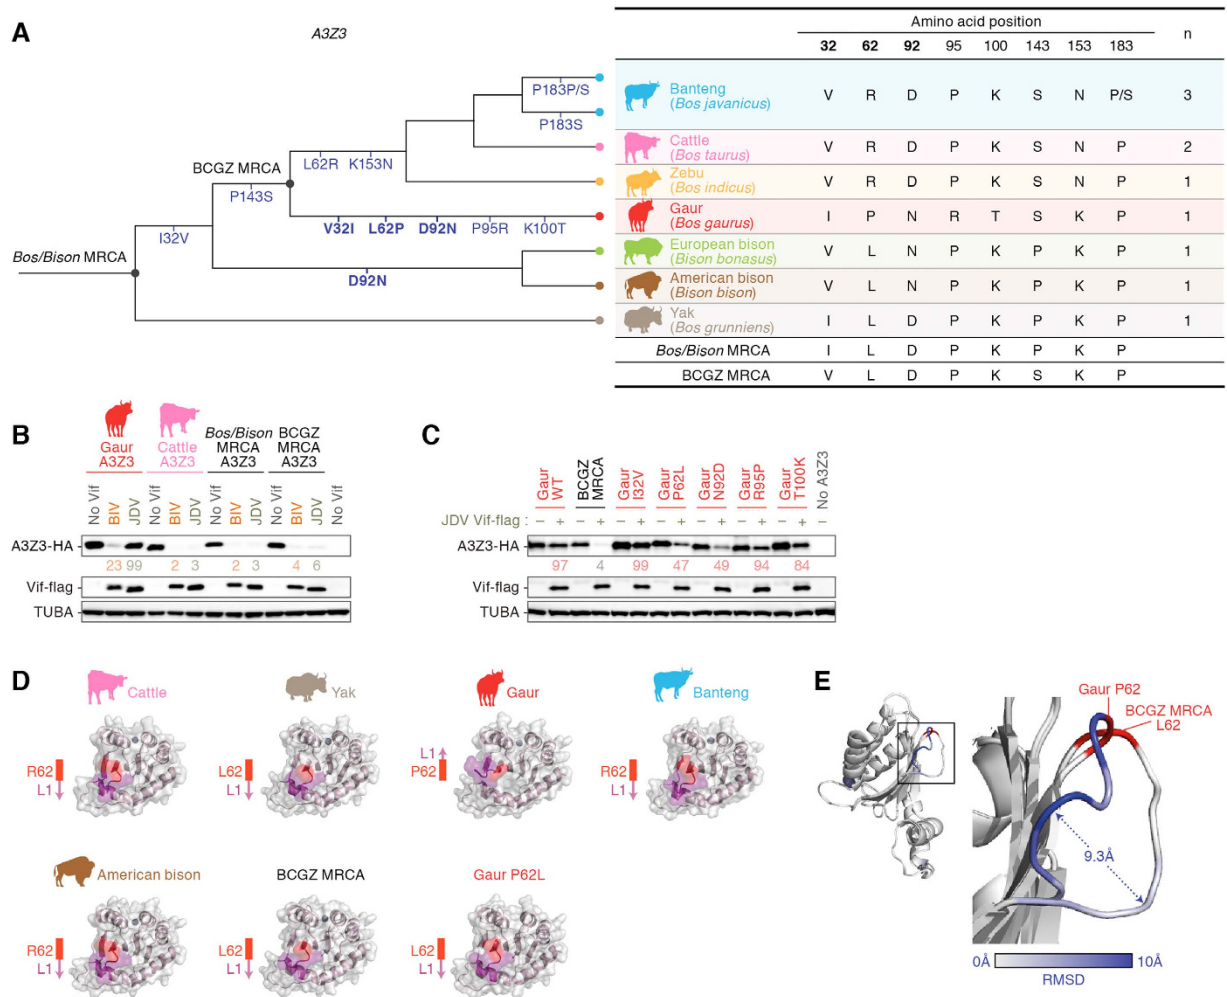 A
A3Z3
Amino acid position
n
32 62 92 95 100 143 153 183
P183P/S
P183S
L62R K153N
BCGZ MRCA
P143S
V32I L62P D92N P95R K100T
I32V
Bos/Bison MRCA
D92N
Banteng
(Bos javanicus)
V R D P K S N P/S 3
Cattle
(Bos taurus)
V R D P K S N P 2
Zebu
(Bos indicus)
V R D P K S N P 1
Gaur
(Bos gaurus)
I P N R T S K P 1
European bison
(Bison bonasus)
V L N P K P K P 1
American bison
(Bison bison)
V L N P K P K P 1
Yak
(Bos grunniens)
I L D P K P K P 1
Bos/Bison MRCA I L D P K P K P
BCGZ MRCA V L D P K S K P
B
Gaur
A3Z3
Cattle
A3Z3
Bos/Bison
MRCA
A3Z3
BCGZ
MRCA
A3Z3
No Vif BIV JDV No Vif BIV JDV No Vif BIV JDV No Vif BIV JDV No Vif
A3Z3-HA
23 99 2 3 2 3 4 6
Vif-flag
TUBA
C
Gaur
WT
BCGZ
MRCA
Gaur
I32V
Gaur
P62L
Gaur
N92D
Gaur
R95P
Gaur
T100K
No A3Z3
JDV Vif-flag : − + − + − + − + − + − + − + −
A3Z3-HA
97 4 99 47 49 94 84
Vif-flag
TUBA
D
Cattle
R62
L1
Yak
L62
L1
Gaur
L1
P62
Banteng
R62
L1
American bison
R62
L1
BCGZ MRCA
L62
L1
Gaur P62L
L62
L1
E
Gaur P62
BCGZ MRCA
L62
9.3Å
0Å 10Å
RMSD